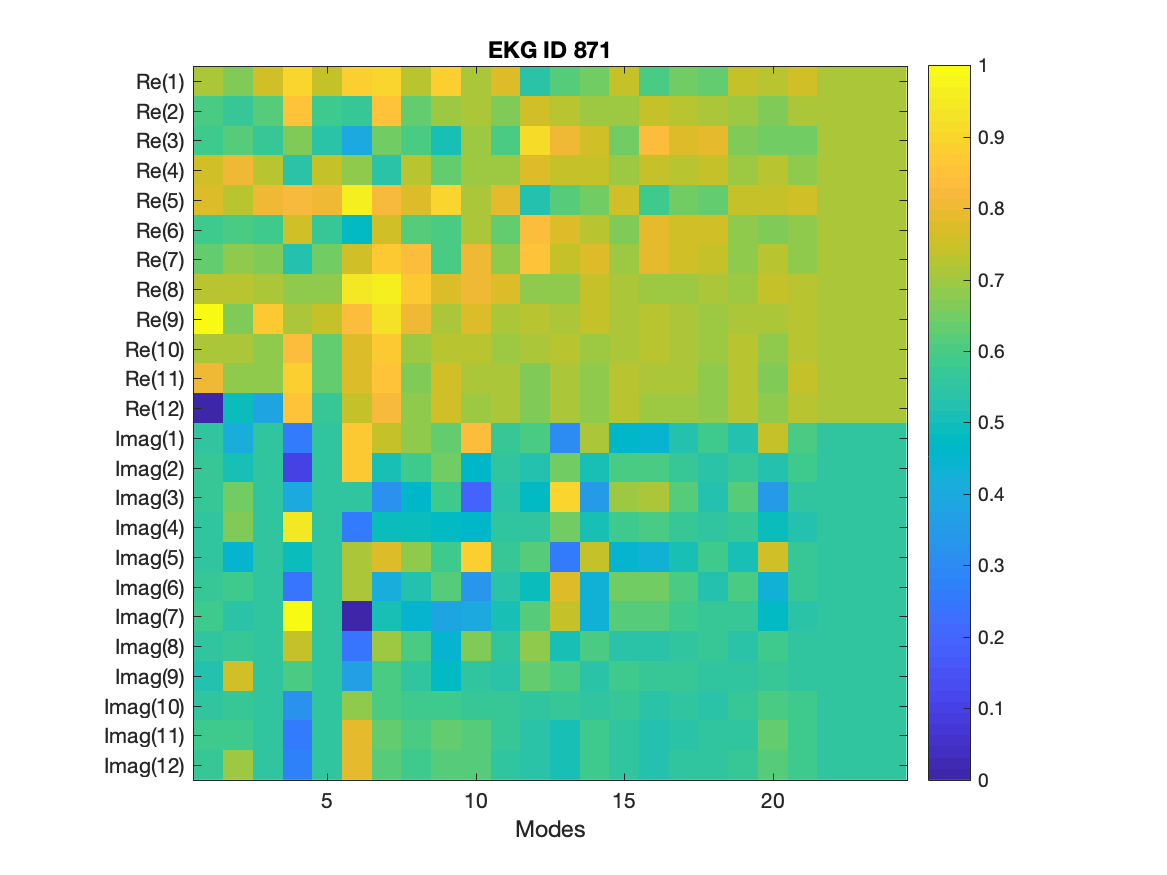 EKG ID 871
Re(1)
Re(2)
Re(3)
Re(4)
Re(5)
Re(6)
Re(7)
Re(8)
Re(9)
Re(10)
Re(11)
Re(12)
Imag(1)
Imag(2)
Imag(3)
Imag(4)
Imag(5)
Imag(6)
Imag(7)
Imag(8)
Imag(9)
Imag(10)
Imag(11)
Imag(12)
5 10 15 20
Modes
1
0.9
0.8
0.7
0.6
0.5
0.4
0.3
0.2
0.1
0